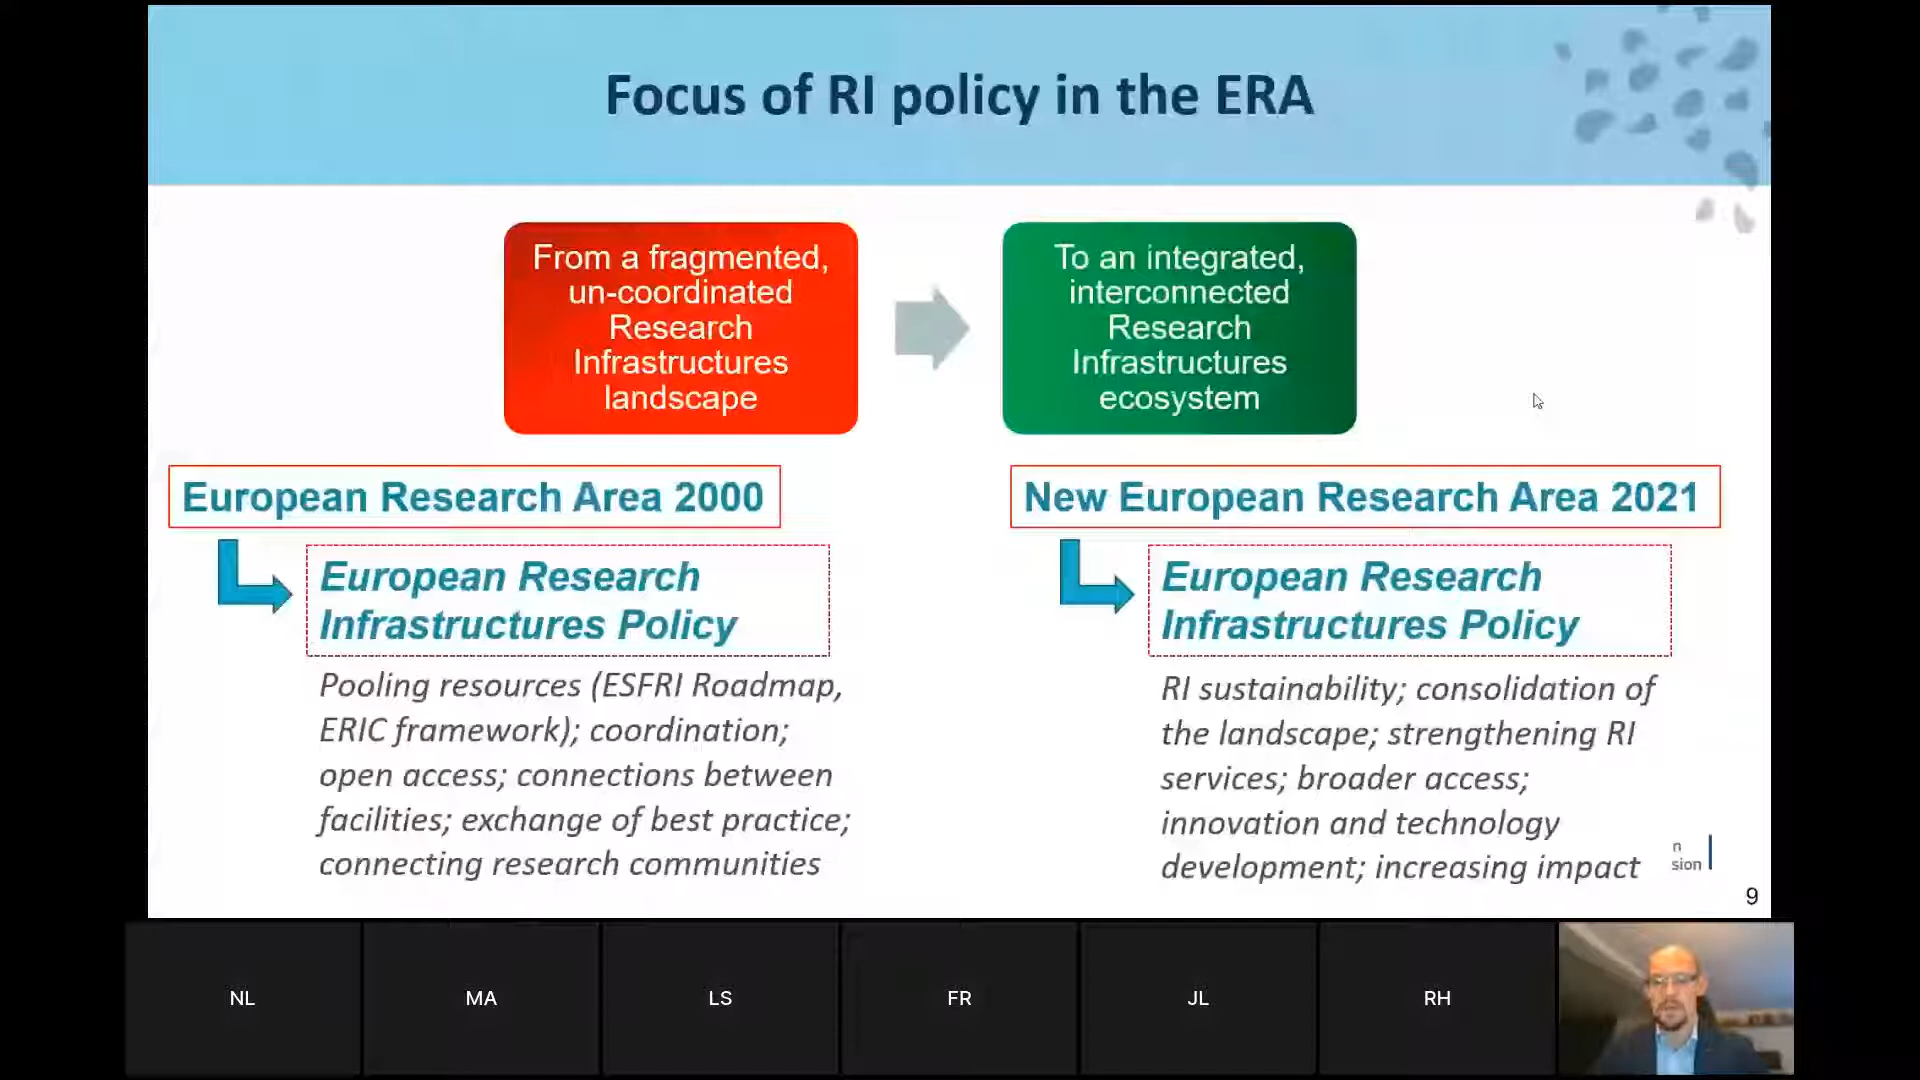 Focus of RI policy in the ERA
From a fragmented,
un-coordinated
Research
Infrastructures
landscape
To an integrated,
interconnected
Research
Infrastructures
ecosystem
European Research Area 2000
European Research
Infrastructures Policy
Pooling resources (ESFRI Roadmap,
ERIC framework); coordination;
open access; connections between
facilities; exchange of best practice;
connecting research communities
New European Research Area 2021
European Research
Infrastructures Policy
RI sustainability; consolidation of
the landscape; strengthening RI
services; broader access;
innovation and technology
development; increasing impact
n
sion
9
NL
MA
LS
FR
JL
RH